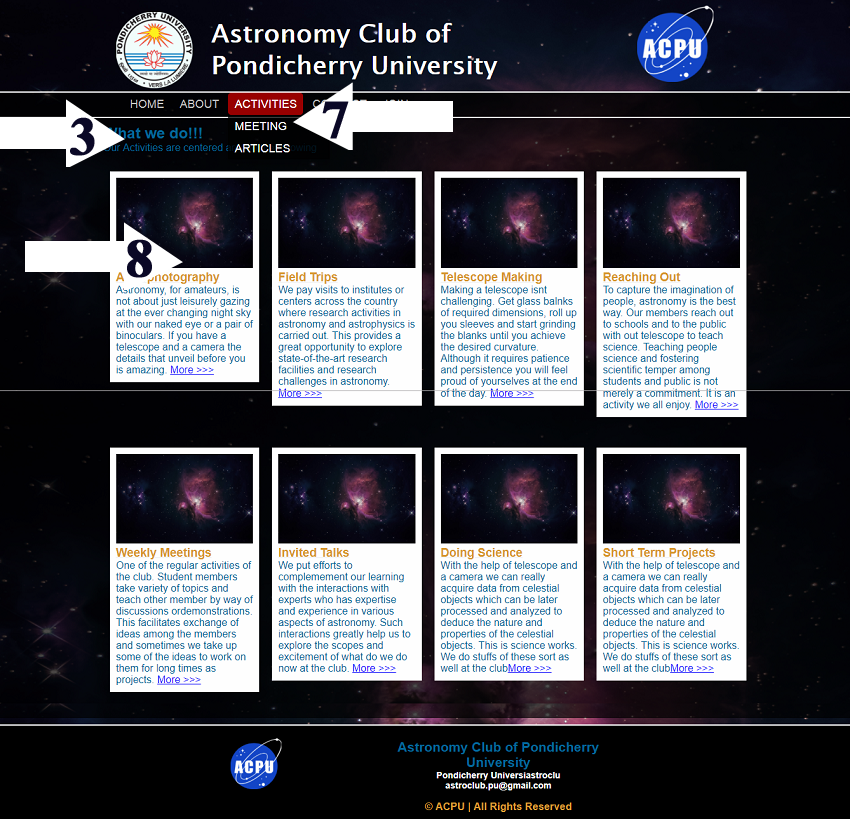 PONDICHERRY UNIVERSITY
VERS LA LUMIERE
Astronomy Club of
Pondicherry University
ACPU
HOME ABOUT ACTIVITIES
MEETING
ARTICLES
7
3
hat we do!!!
ur Activities are centered
8
A photography
Astronomy, for amateurs, is
not about just leisurely gazing
at the ever changing night sky
with our naked eye or a pair of
binoculars. If you have a
telescope and a camera the
details that unveil before you
is amazing. More >>>
Field Trips
We pay visits to institutes or
centers across the country
where research activities in
astronomy and astrophysics is
carried out. This provides a
great opportunity to explore
state-of-the-art research
facilities and research
challenges in astronomy.
More >>>
Telescope Making
Making a telescope isnt
challenging. Get glass balnks
of required dimensions, roll up
you sleeves and start grinding
the blanks until you achieve
the desired curvature.
Although it requires patience
and persistence you will feel
proud of yourselves at the end
of the day. More >>>
Reaching Out
To capture the imagination of
people, astronomy is the best
way. Our members reach out
to schools and to the public
with out telescope to teach
science. Teaching people
science and fostering
scientific temper among
students and public is not
merely a commitment. It is an
activity we all enjoy. More >>>
Weekly Meetings
One of the regular activities of
the club. Student members
take variety of topics and
teach other member by way of
discussions ordemonstrations.
This facilitates exchange of
ideas among the members
and sometimes we take up
some of the ideas to work on
them for long times as
projects. More >>>
Invited Talks
We put efforts to
complemement our learning
with the interactions with
experts who has expertise
and experience in various
aspects of astronomy. Such
interactions greatly help us to
explore the scopes and
excitement of what do we do
now at the club. More >>>
Doing Science
With the help of telescope and
a camera we can really
acquire data from celestial
objects which can be later
processed and analyzed to
deduce the nature and
properties of the celestial
objects. This is science works.
We do stuffs of these sort as
well at the clubMore >>>
Short Term Projects
With the help of telescope and
a camera we can really
acquire data from celestial
objects which can be later
processed and analyzed to
deduce the nature and
properties of the celestial
objects. This is science works.
We do stuffs of these sort as
well at the clubMore >>>
ACPU
Astronomy Club of Pondicherry
University
Pondicherry Universiastroclu
astroclub.pu@gmail.com
© ACPU | All Rights Reserved